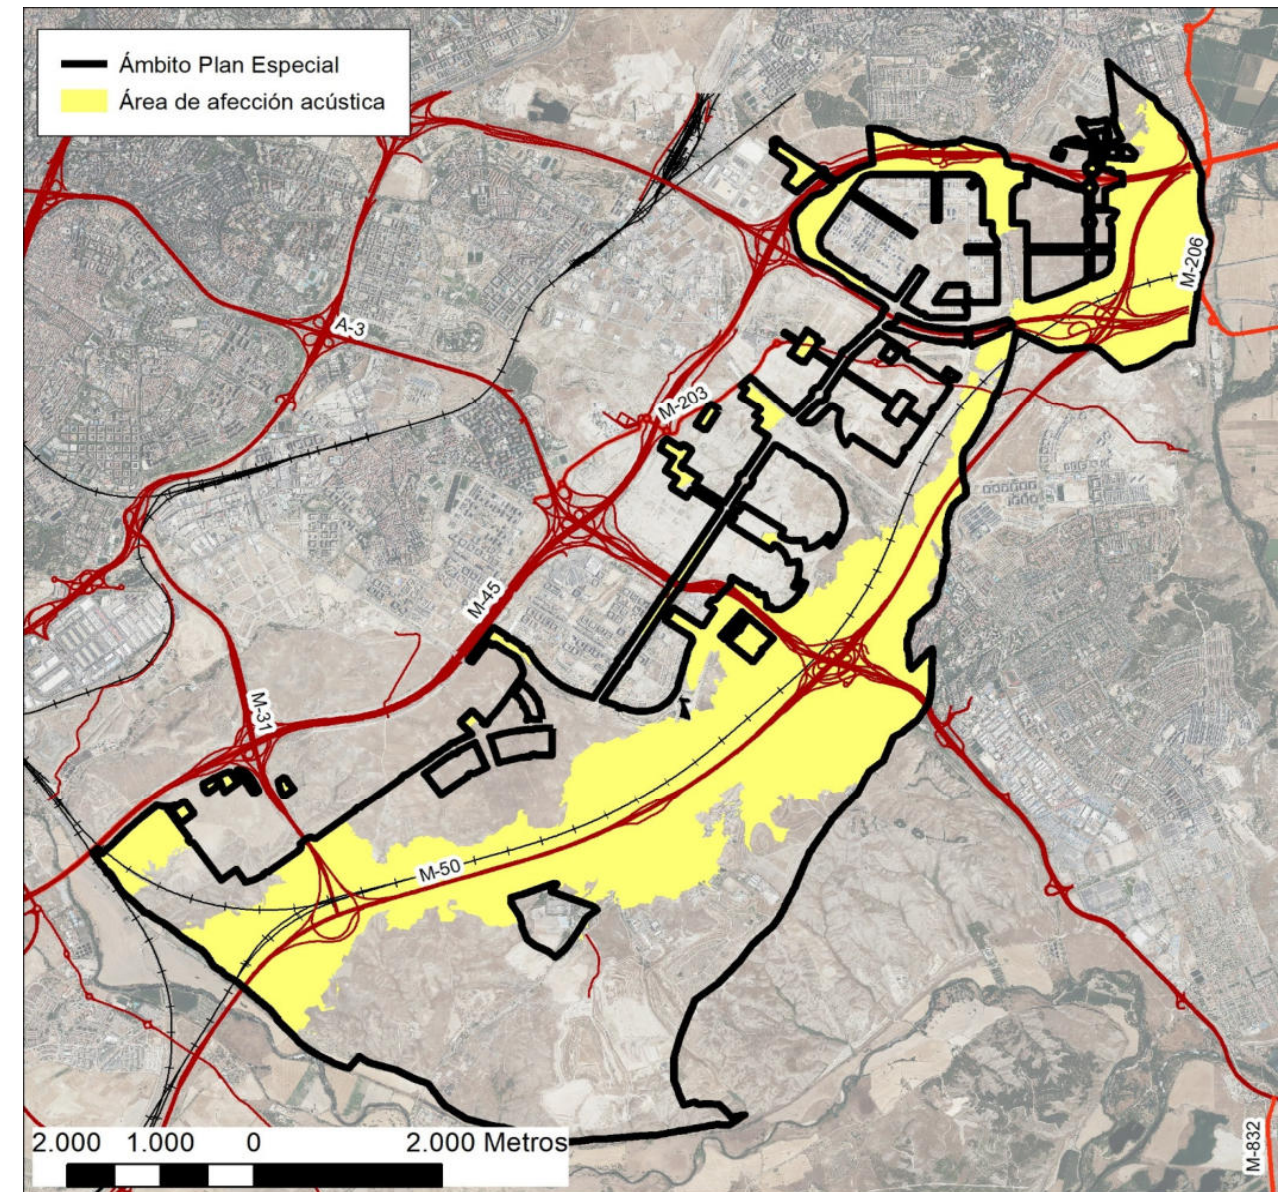 Ámbito Plan Especial
Área de afección acústica
M-206
A-3
M-203
M-45
M-31
M-50
2.000 1.000 0 2.000 Metros
M-832